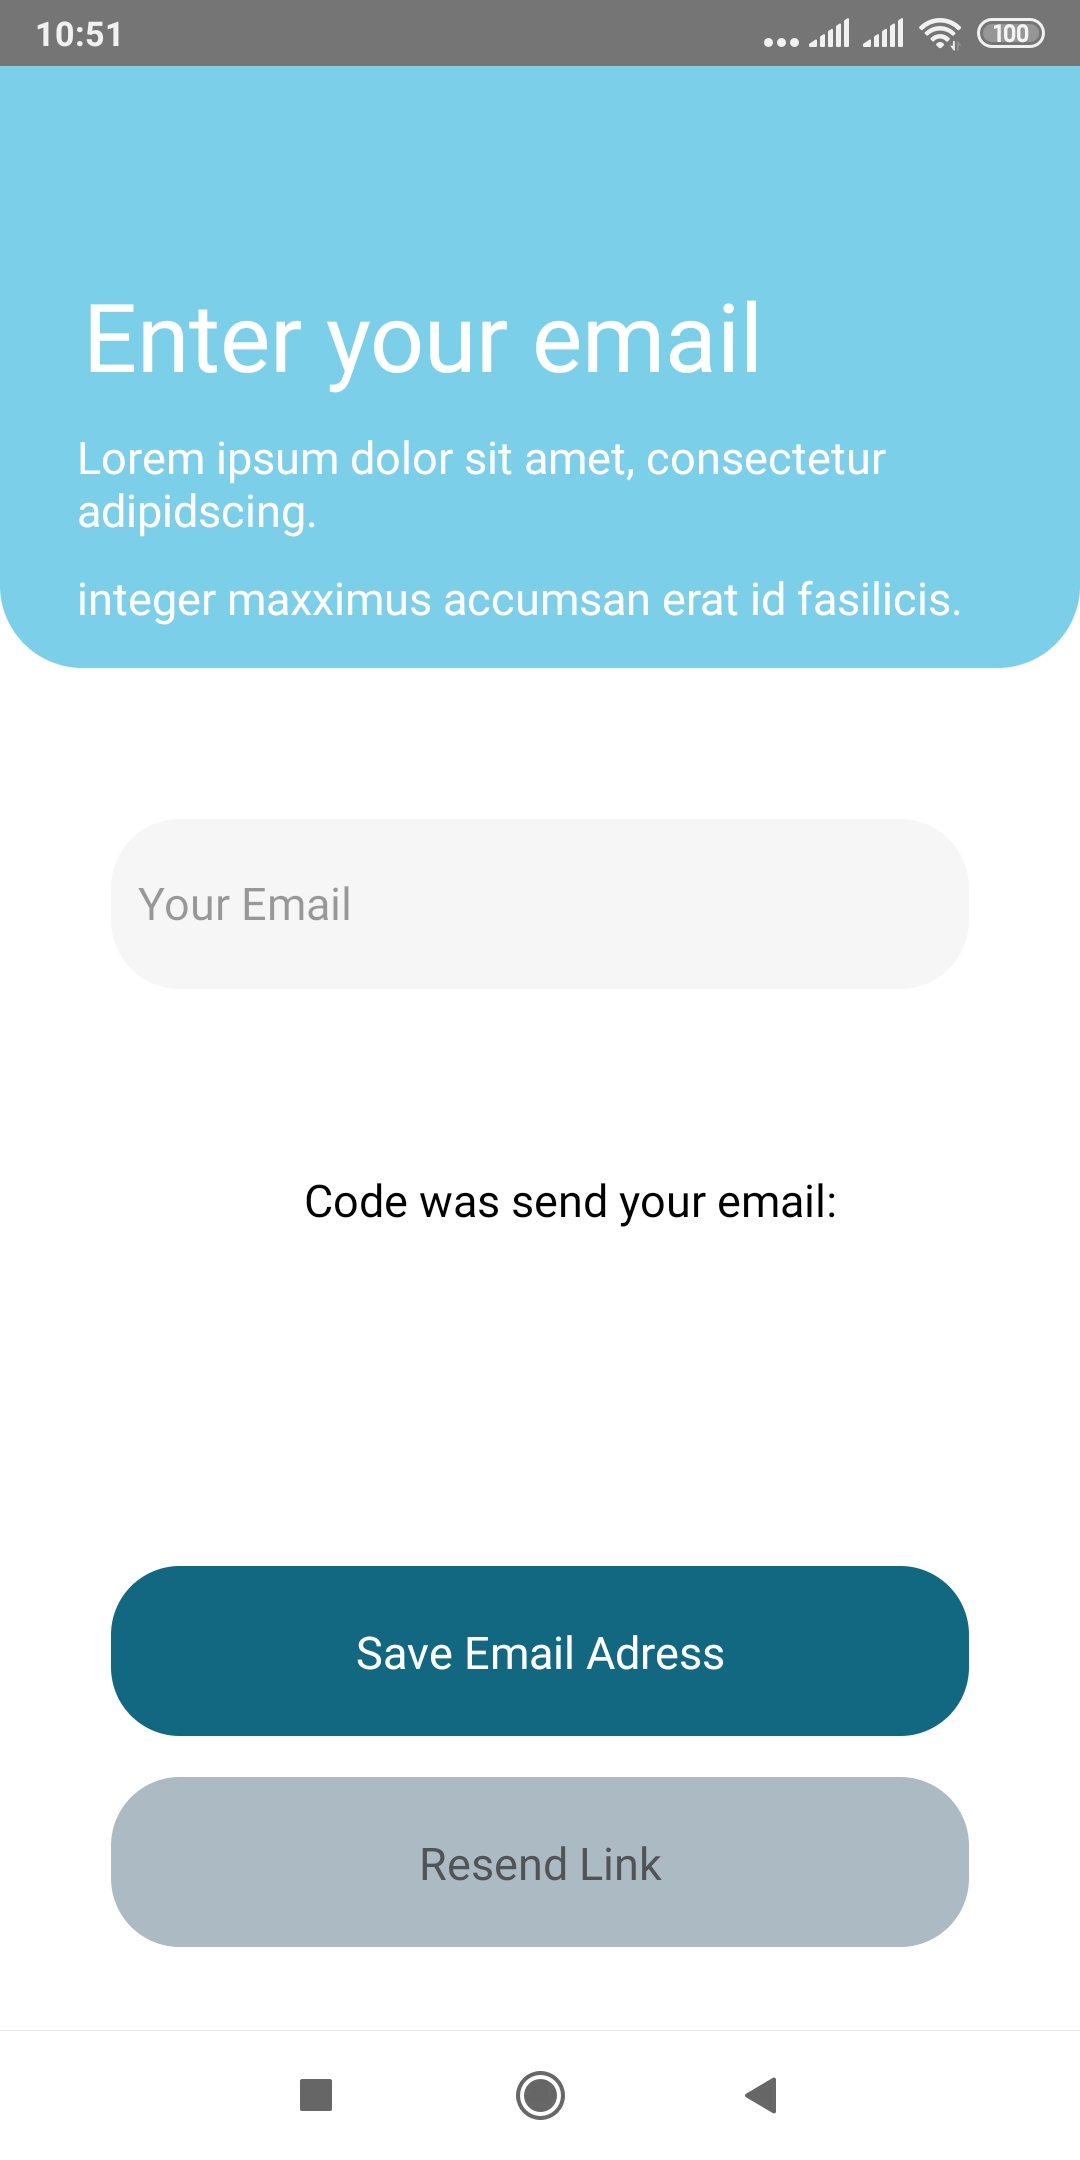 10:51
100
Enter your email
Lorem ipsum dolor sit amet, consectetur
adipidscing.
integer maxximus accumsan erat id fasilicis.
Your Email
Code was send your email:
Save Email Adress
Resend Link